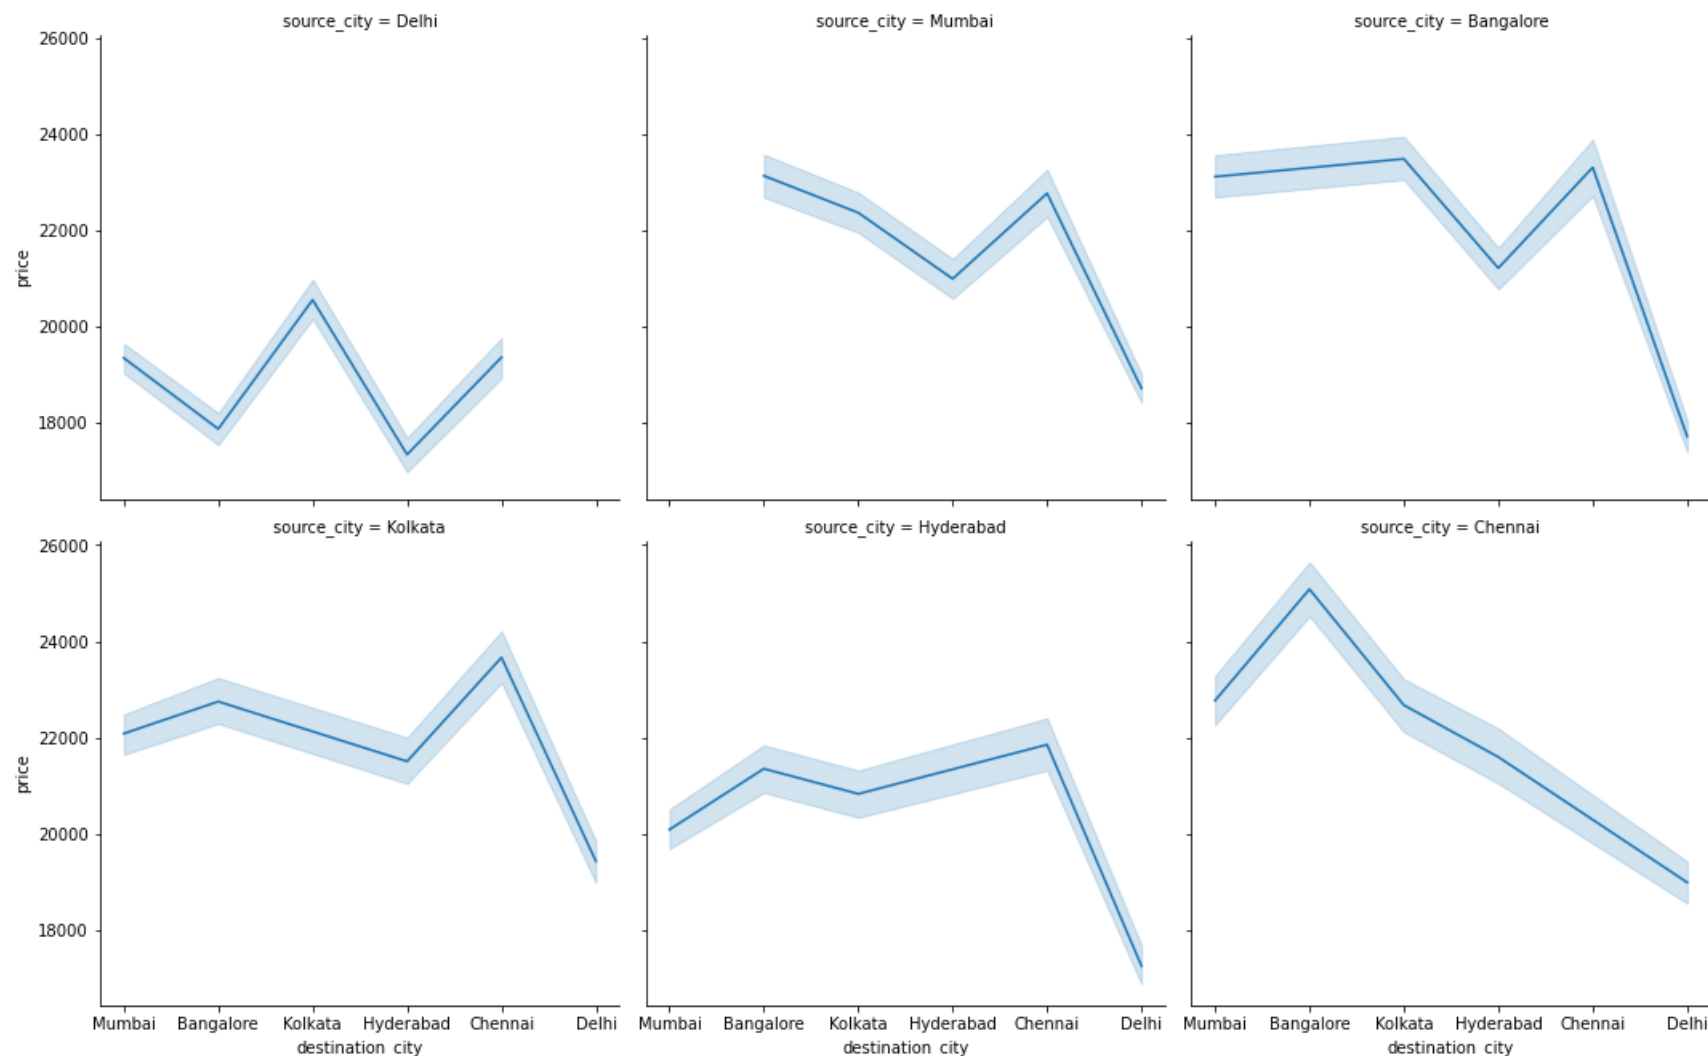 source_city = Delhi
source_city = Mumbai
source_city = Bangalore
26000
24000
22000
20000
18000
price
source_city = Kolkata
source_city = Hyderabad
source_city = Chennai
26000
24000
22000
20000
18000
price
Mumbai Bangalore Kolkata Hyderabad Chennai Delhi
Mumbai Bangalore Kolkata Hyderabad Chennai Delhi
Mumbai Bangalore Kolkata Hyderabad Chennai Delhi
destination_city
destination_city
destination_city